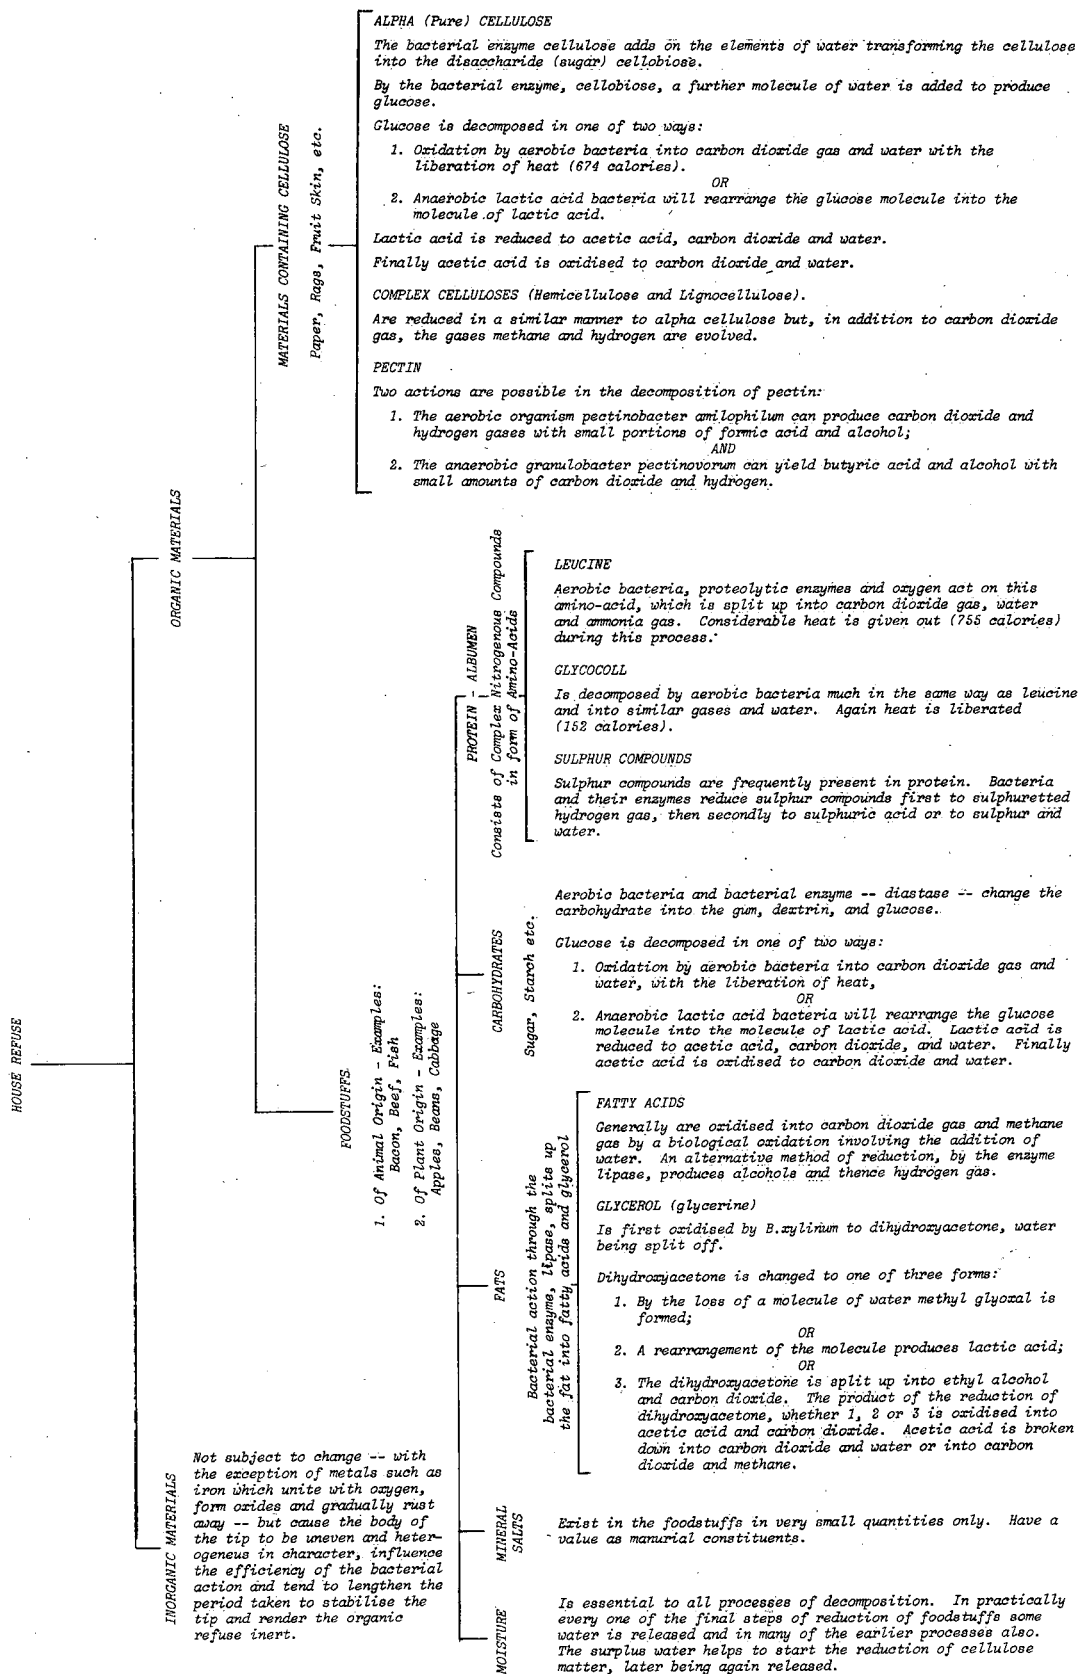 HOUSE REFUSE
ORGANIC MATERIALS
MATERIALS CONTAINING CELLULOSE
Paper, Rags, Fruit Skin, etc.
ALPHA (Pure) CELLULOSE
The bacterial enzyme cellulose adds on the elements of water transforming the cellulose
into the disaccharide (sugar) cellobiose.
By the bacterial enzyme, cellobiose, a further molecule of water is added to produce
glucose.
Glucose is decomposed in one of two ways:
1. Oxidation by aerobic bacteria into carbon dioxide gas and water with the
liberation of heat (674 calories).
OR
2. Anaerobic lactic acid bacteria will rearrange the glucose molecule into the
molecule of lactic acid.
Lactic acid is reduced to acetic acid, carbon dioxide and water.
Finally acetic acid is oxidised to carbon dioxide and water.
COMPLEX CELLULOSES (Hemicellulose and Lignocellulose).
Are reduced in a similar manner to alpha cellulose but, in addition to carbon dioxide
gas, the gases methane and hydrogen are evolved.
PECTIN
Two actions are possible in the decomposition of pectin:
1. The aerobic organism pectinobacter amilophilum can produce carbon dioxide and
hydrogen gases with small portions of formic acid and alcohol;
AND
2. The anaerobic granulobacter pectinovorum can yield butyric acid and alcohol with
small amounts of carbon dioxide and hydrogen.
FOODSTUFFS
1. Of Animal Origin - Examples:
Bacon, Beef, Fish
2. Of Plant Origin - Examples:
Apples, Beans, Cabbage
PROTEIN - ALBUMEN
Consists of Complex Nitrogenous Compounds
in form of Amino-Acids
LEUCINE
Aerobic bacteria, proteolytic enzymes and oxygen act on this
amino-acid, which is split up into carbon dioxide gas, water
and ammonia gas. Considerable heat is given out (755 calories)
during this process.
GLYCOCOLL
Is decomposed by aerobic bacteria much in the same way as leucine
and into similar gases and water. Again heat is liberated
(152 calories).
SULPHUR COMPOUNDS
Sulphur compounds are frequently present in protein. Bacteria
and their enzymes reduce sulphur compounds first to sulphuretted
hydrogen gas, then secondly to sulphuric acid or to sulphur and
water.
CARBOHYDRATES
Sugar, Starch etc.
Aerobic bacteria and bacterial enzyme -- diastase -- change the
carbohydrate into the gum, dextrin, and glucose.
Glucose is decomposed in one of two ways:
1. Oxidation by aerobic bacteria into carbon dioxide gas and
water, with the liberation of heat,
OR
2. Anaerobic lactic acid bacteria will rearrange the glucose
molecule into the molecule of lactic acid. Lactic acid is
reduced to acetic acid, carbon dioxide, and water. Finally
acetic acid is oxidised to carbon dioxide and water.
FATS
Bacterial action through the
bacterial enzyme, lipase, splits up
the fat into fatty acids and glycerol
FATTY ACIDS
Generally are oxidised into carbon dioxide gas and methane
gas by a biological oxidation involving the addition of
water. An alternative method of reduction, by the enzyme
lipase, produces alcohols and thence hydrogen gas.
GLYCEROL (glycerine)
Is first oxidised by B.xylinium to dihydroxyacetone, water
being split off.
Dihydroxyacetone is changed to one of three forms:
1. By the loss of a molecule of water methyl glyoxal is
formed;
OR
2. A rearrangement of the molecule produces lactic acid;
OR
3. The dihydroxyacetone is split up into ethyl alcohol
and carbon dioxide. The product of the reduction of
dihydroxyacetone, whether 1, 2 or 3 is oxidised into
acetic acid and carbon dioxide. Acetic acid is broken
down into carbon dioxide and water or into carbon
dioxide and methane.
MINERAL
SALTS
Exist in the foodstuffs in very small quantities only. Have a
value as manurial constituents.
MOISTURE
Is essential to all processes of decomposition. In practically
every one of the final steps of reduction of foodstuffs some
water is released and in many of the earlier processes also.
The surplus water helps to start the reduction of cellulose
matter, later being again released.
INORGANIC MATERIALS
Not subject to change -- with
the exception of metals such as
iron which unite with oxygen,
form oxides and gradually rust
away -- but cause the body of
the tip to be uneven and heter-
ogeneus in character, influence
the efficiency of the bacterial
action and tend to lengthen the
period taken to stabilise the
tip and render the organic
refuse inert.